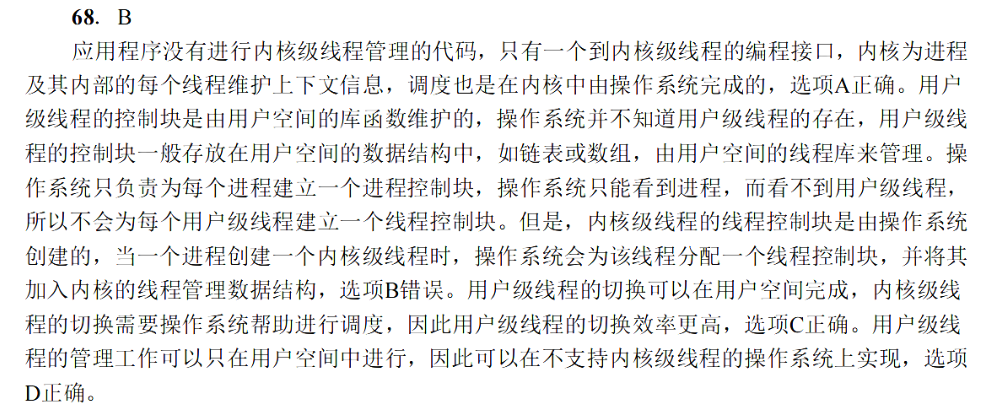 68. B
应用程序没有进行内核级线程管理的代码，只有一个到内核级线程的编程接口，内核为进程
及其内部的每个线程维护上下文信息，调度也是在内核中由操作系统完成的，选项A正确。用户
级线程的控制块是由用户空间的库函数维护的，操作系统并不知道用户级线程的存在，用户级线
程的控制块一般存放在用户空间的数据结构中，如链表或数组，由用户空间的线程库来管理。操
作系统只负责为每个进程建立一个进程控制块，操作系统只能看到进程，而看不到用户级线程，
所以不会为每个用户级线程建立一个线程控制块。但是，内核级线程的线程控制块是由操作系统
创建的，当一个进程创建一个内核级线程时，操作系统会为该线程分配一个线程控制块，并将其
加入内核的线程管理数据结构，选项B错误。用户级线程的切换可以在用户空间完成，内核级线
程的切换需要操作系统帮助进行调度，因此用户级线程的切换效率更高，选项C正确。用户级线
程的管理工作可以只在用户空间中进行，因此可以在不支持内核级线程的操作系统上实现，选项
D正确。